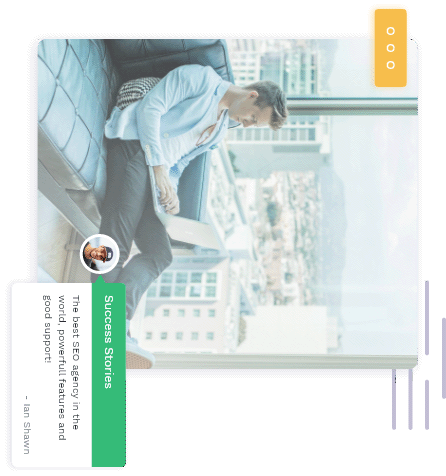 Success Stories
The best SEO agency in the
world, powerfull features and
good support!
- Ian Shawn